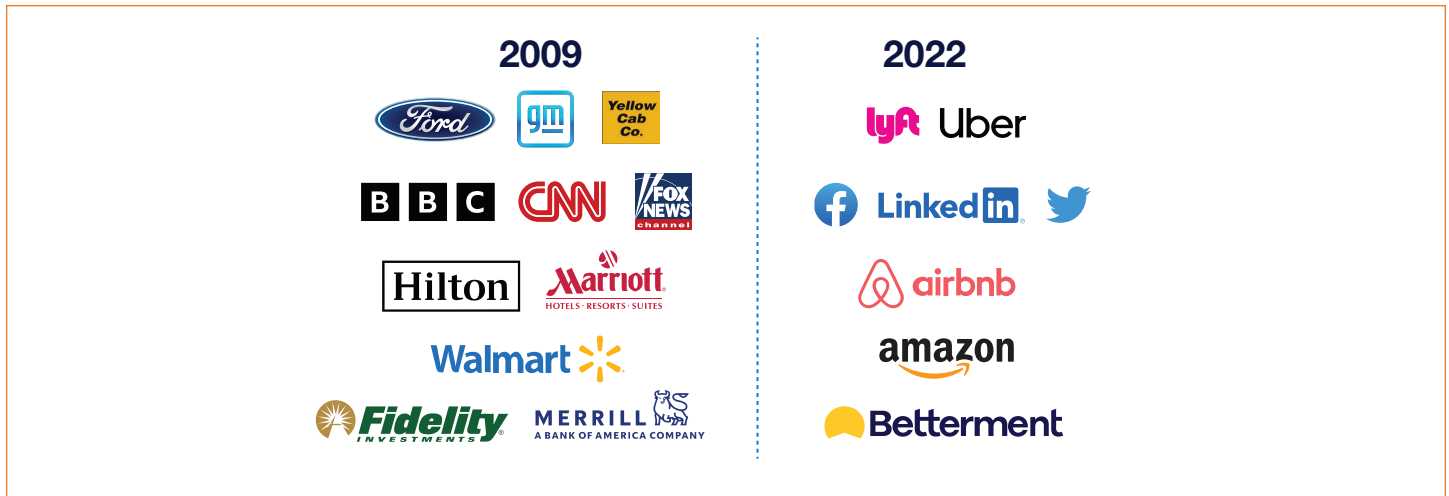 2009
2022
Ford
gm
Yellow
Cab
Co.
lyft
Uber
BBC
CNN
FOX
NEWS
channel
f
Linked in®
Hilton
Marriott®
HOTELS · RESORTS · SUITES
airbnb
Walmart
amazon
Fidelity®
INVESTMENTS
MERRILL
A BANK OF AMERICA COMPANY
Betterment